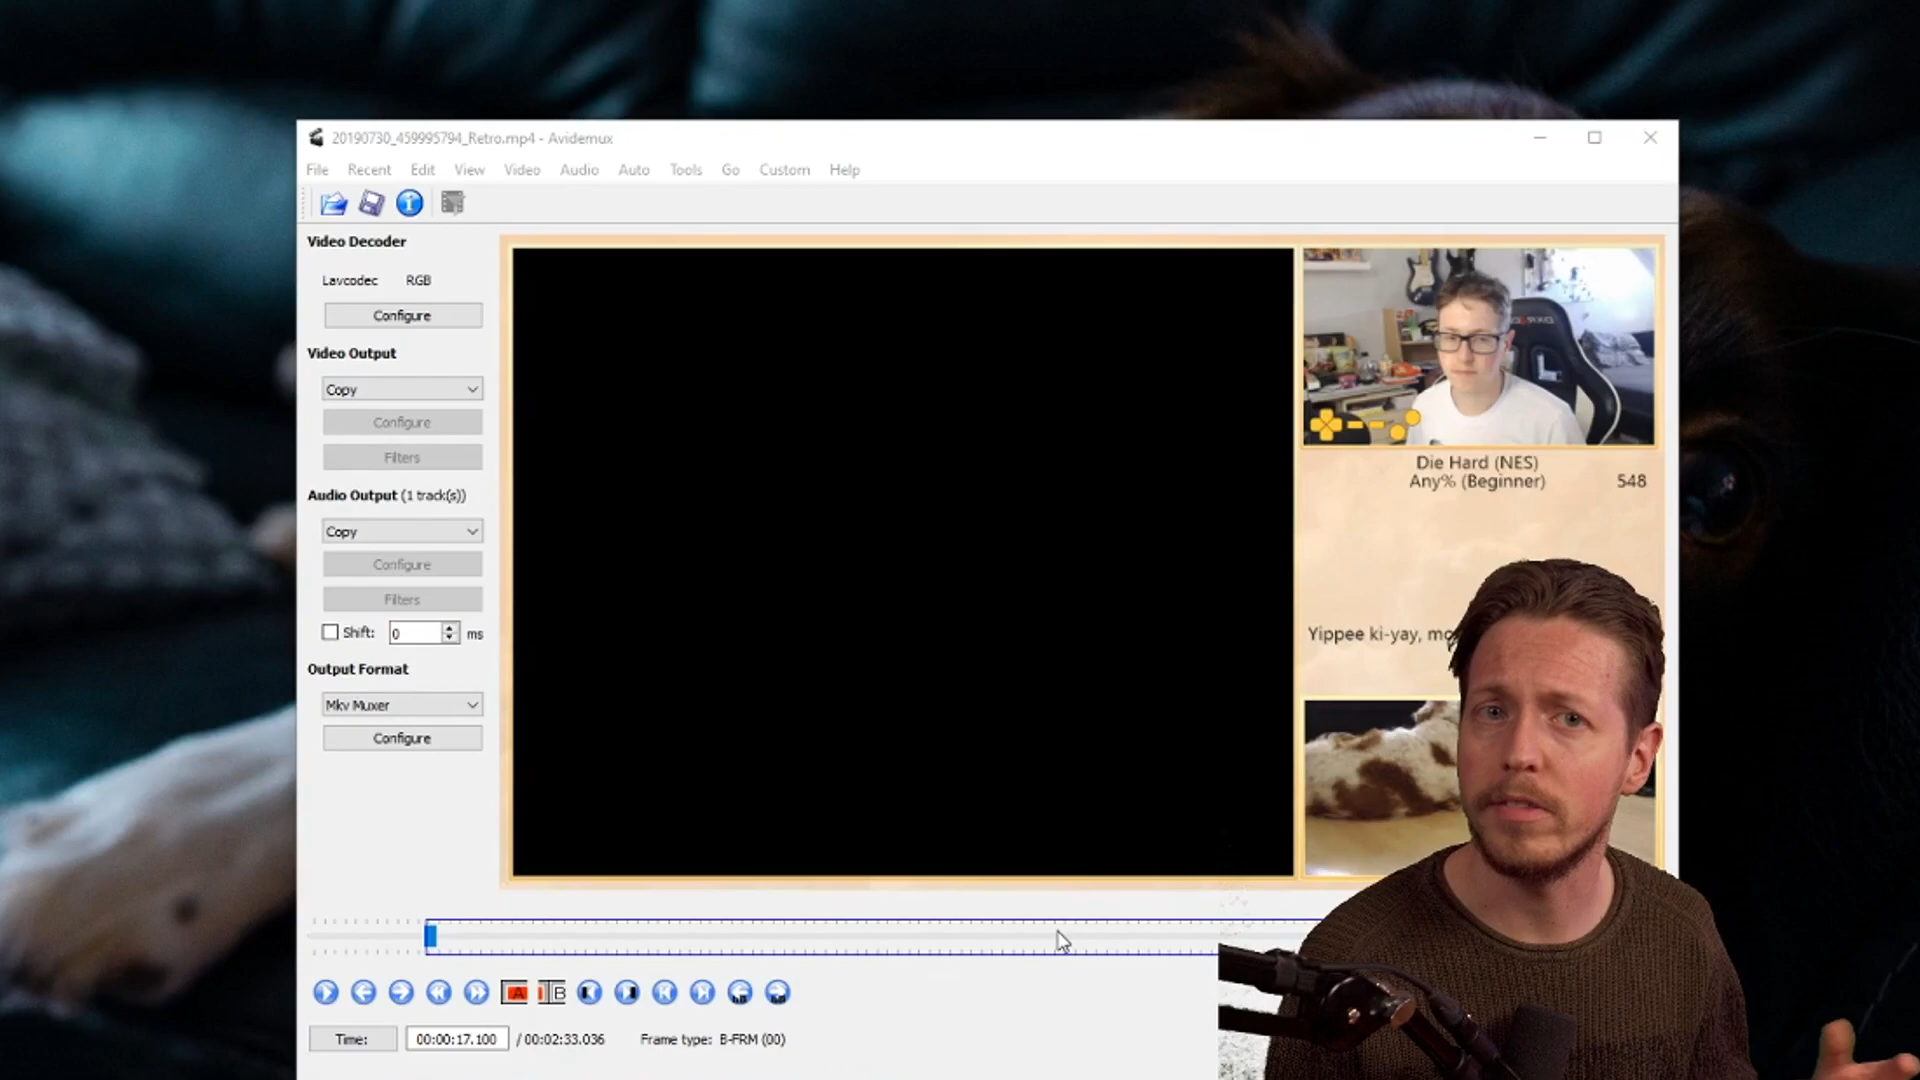 20190730_459995794_Retro.mp4 - Avidemux
File Recent Edit View Video Audio Auto Tools Go Custom Help
Video Decoder
Lavcodec RGB
Configure
Video Output
Copy
Configure
Filters
Audio Output (1 track(s))
Copy
Configure
Filters
Shift: 0 ms
Output Format
Mkv Muxer
Configure
Die Hard (NES)
Any% (Beginner) 548
Yippee ki-yay,
A B
Time: 00:00:17.100 / 00:02:33.036 Frame type: B-FRM (00)